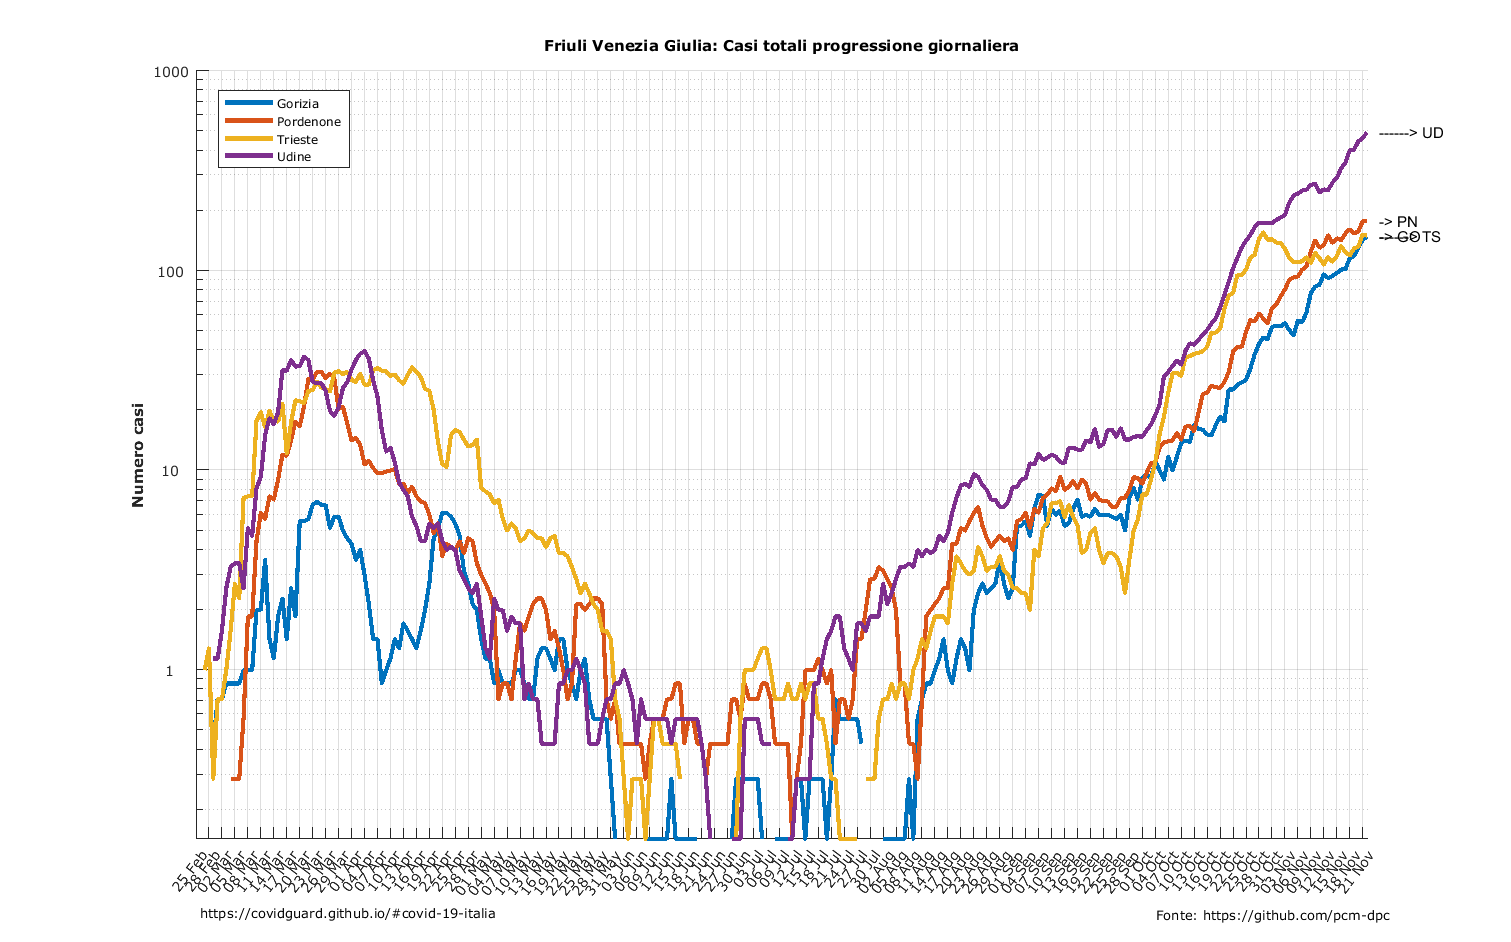 Friuli Venezia Giulia: Casi totali progressione giornaliera
1000
100
10
1
Numero casi
Gorizia
Pordenone
Trieste
Udine
------> UD
-> PN
-> GO
-----> TS
25 Feb
28 Feb
02 Mar
05 Mar
08 Mar
11 Mar
14 Mar
17 Mar
20 Mar
23 Mar
26 Mar
29 Mar
01 Apr
04 Apr
07 Apr
10 Apr
13 Apr
16 Apr
19 Apr
22 Apr
25 Apr
28 Apr
01 May
04 May
07 May
10 May
13 May
16 May
19 May
22 May
25 May
28 May
31 May
03 Jun
06 Jun
09 Jun
12 Jun
15 Jun
18 Jun
21 Jun
24 Jun
27 Jun
30 Jun
03 Jul
06 Jul
09 Jul
12 Jul
15 Jul
18 Jul
21 Jul
24 Jul
27 Jul
30 Jul
02 Aug
05 Aug
08 Aug
11 Aug
14 Aug
17 Aug
20 Aug
23 Aug
26 Aug
29 Aug
01 Sep
04 Sep
07 Sep
10 Sep
13 Sep
16 Sep
19 Sep
22 Sep
25 Sep
28 Sep
01 Oct
04 Oct
07 Oct
10 Oct
13 Oct
16 Oct
19 Oct
22 Oct
25 Oct
28 Oct
31 Oct
03 Nov
06 Nov
09 Nov
12 Nov
15 Nov
18 Nov
21 Nov
https://covidguard.github.io/#covid-19-italia
Fonte: https://github.com/pcm-dpc